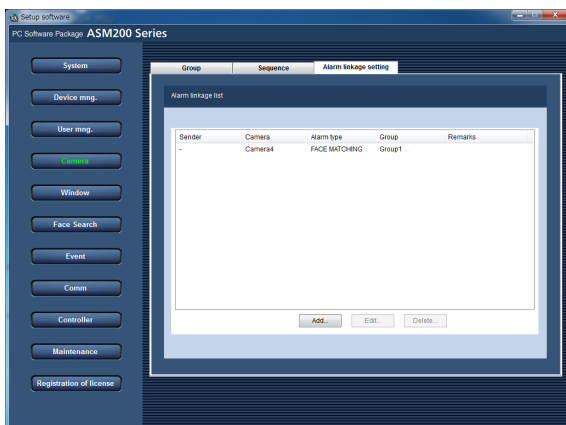 Setup software
PC Software Package ASM200 Series
System
Device mng.
User mng.
Camera
Window
Face Search
Event
Comm
Controller
Maintenance
Registration of license
Group Sequence Alarm linkage setting
Alarm linkage list
Sender Camera Alarm type Group Remarks
- Camera4 FACE MATCHING Group1
Add... Edit... Delete...